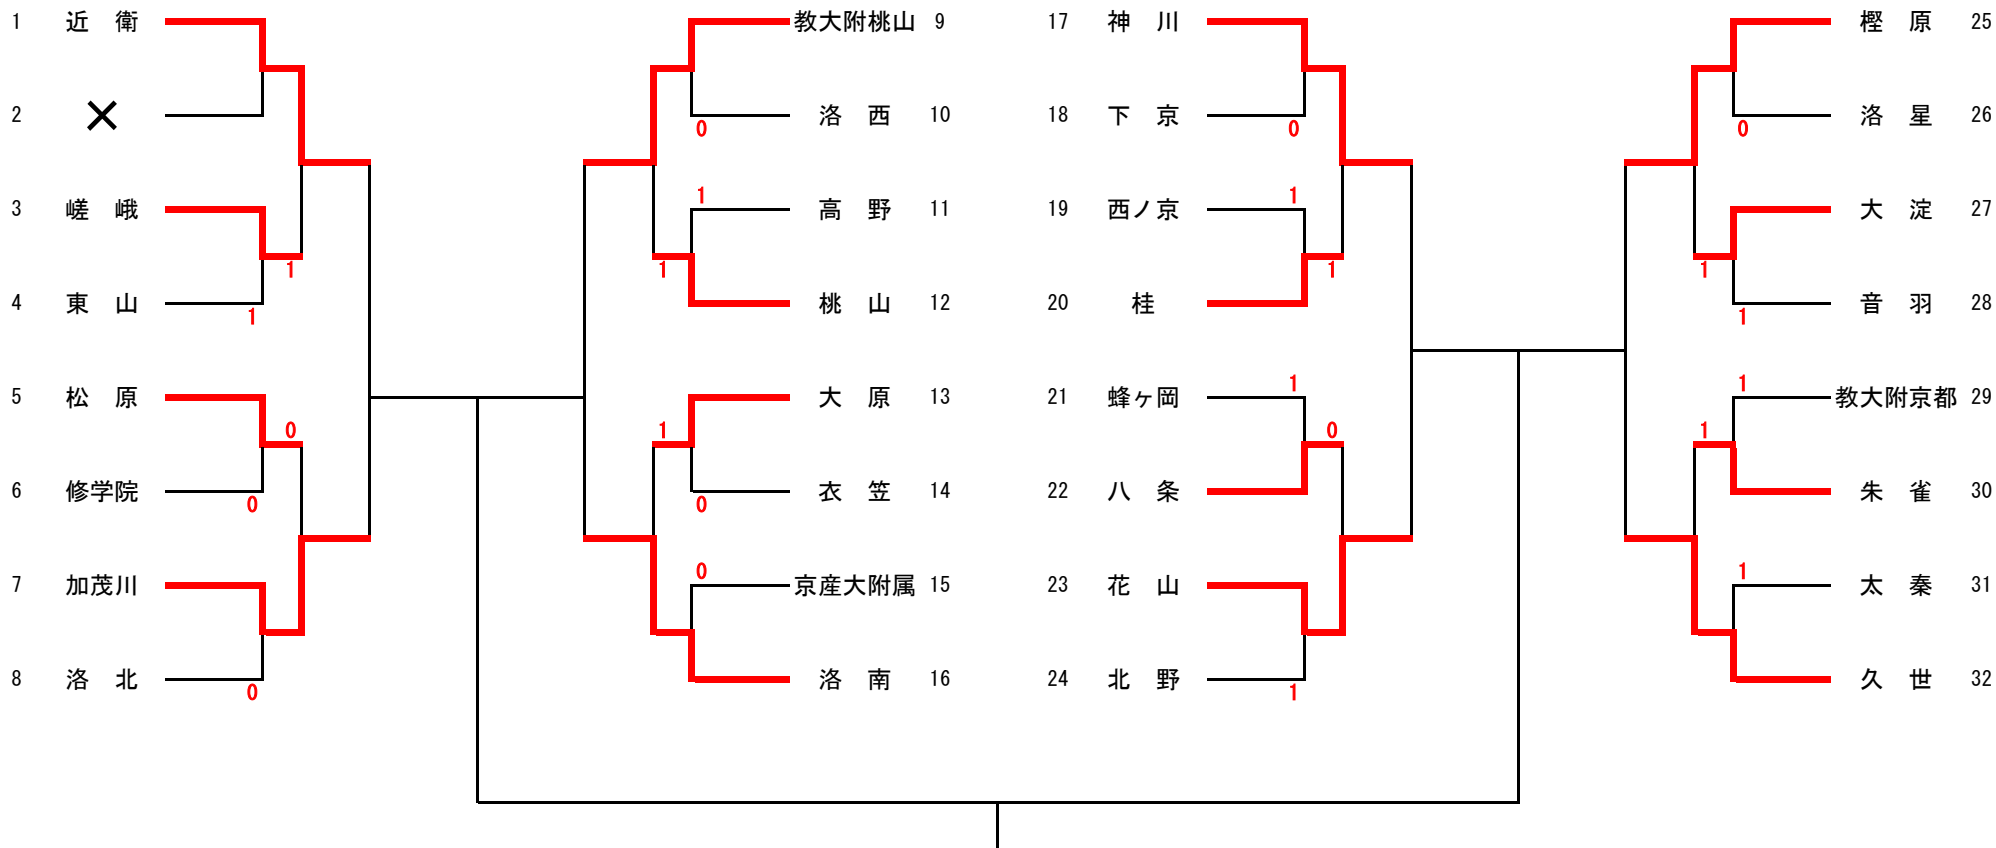 1 近　衛 教大附桃山 9 17 神　川 樫　原 25
2 × 洛　西 10 18 下　京 洛　星 26
0 0 0
1 1
3 嵯　峨 高　野 11 19 西ノ京 大　淀 27
1 1 1 1
4 東　山 桃　山 12 20 桂 音　羽 28
1 1
1 1
5 松　原 大　原 13 21 蜂ヶ岡 教大附京都 29
0 1 0 1
6 修学院 衣　笠 14 22 八　条 朱　雀 30
0 0
0 1
7 加茂川 京産大附属 15 23 花　山 太　秦 31
8 洛　北 洛　南 16 24 北　野 久　世 32
0 1